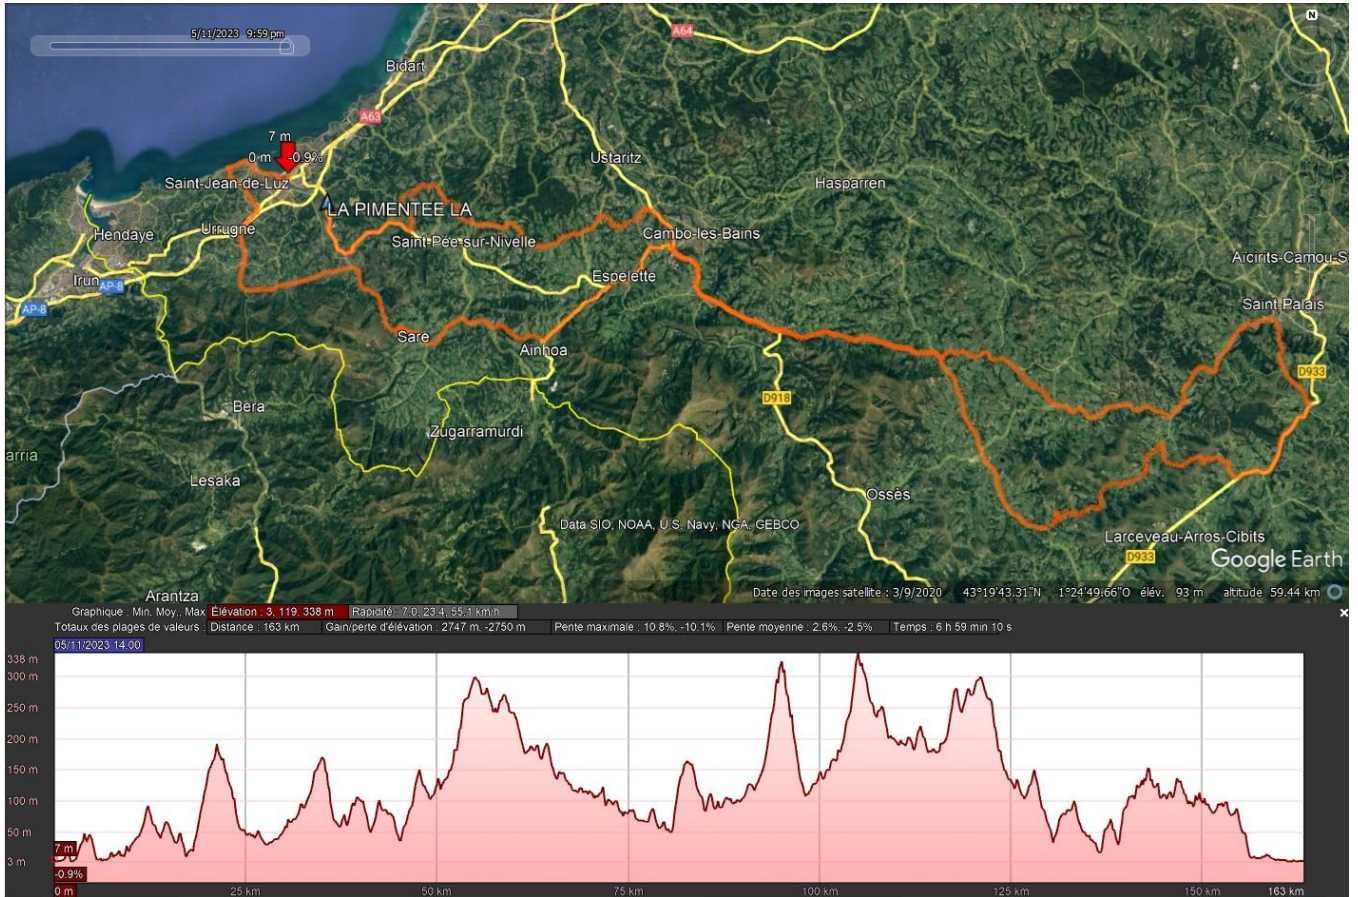 5/11/2023 9:59 pm
N
A64
Bidart
A63
7 m
0 m -0.9%
Ustaritz
Saint-Jean-de-Luz
Hasparren
LA PIMENTEE LA
Hendaye
Urrugne
Saint-Pée-sur-Nivelle
Cambo-les-Bains
Aïcirits-Camou-S
Irun
AP-8
Espelette
AP-8
Saint-Palais
Sare
Ainhoa
D933
D918
Bera
Zugarramurdi
arria
Lesaka
Ossès
Data SIO, NOAA, U.S. Navy, NGA, GEBCO
Larceveau-Arros-Cibits
D933
Google Earth
Arantza
Date des images satellite : 3/9/2020 43°19'43.31"N 1°24'49.66"O élév. 93 m altitude 59.44 km
Graphique : Min. Moy., Max Élévation : 3, 119, 338 m Rapidité : 7.0, 23.4, 55.1 km/h
Totaux des plages de valeurs : Distance : 163 km Gain/perte d'élévation : 2747 m, -2750 m Pente maximale : 10.8%, -10.1% Pente moyenne : 2.6%, -2.5% Temps : 6 h 59 min 10 s
05/11/2023 14:00
338 m
300 m
250 m
200 m
150 m
100 m
50 m
7 m
3 m
-0.9%
0 m 25 km 50 km 75 km 100 km 125 km 150 km 163 km